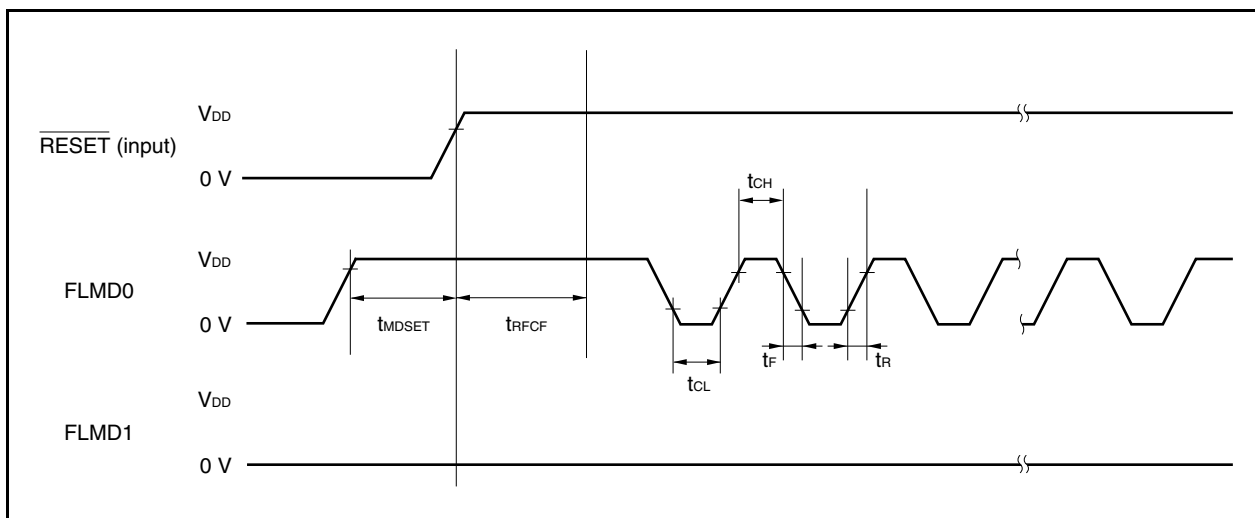 VDD
RESET (input)
0 V
tCH
VDD
FLMD0
0 V
tMDSET
tRFCF
tF
tR
tCL
VDD
FLMD1
0 V